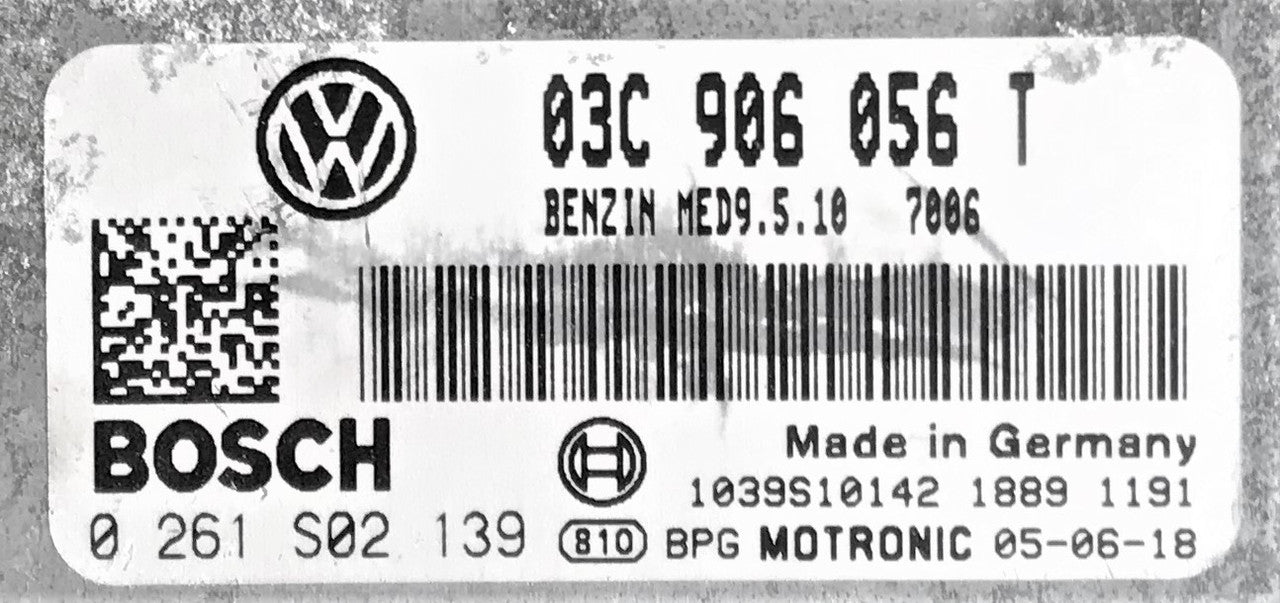 03C 906 056 T
BENZIN MED9.5.10 7006
BOSCH
Made in Germany
1039S10142 1889 1191
0 261 S02 139
810 BPG MOTRONIC 05-06-18